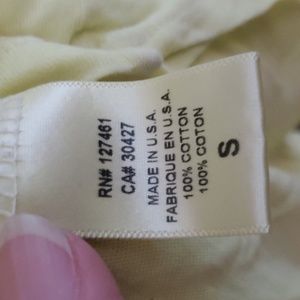 RN# 127461
CA# 30427
MADE IN U.S.A.
FABRIQUE EN U.S.A.
100% COTTON
100% COTON
S